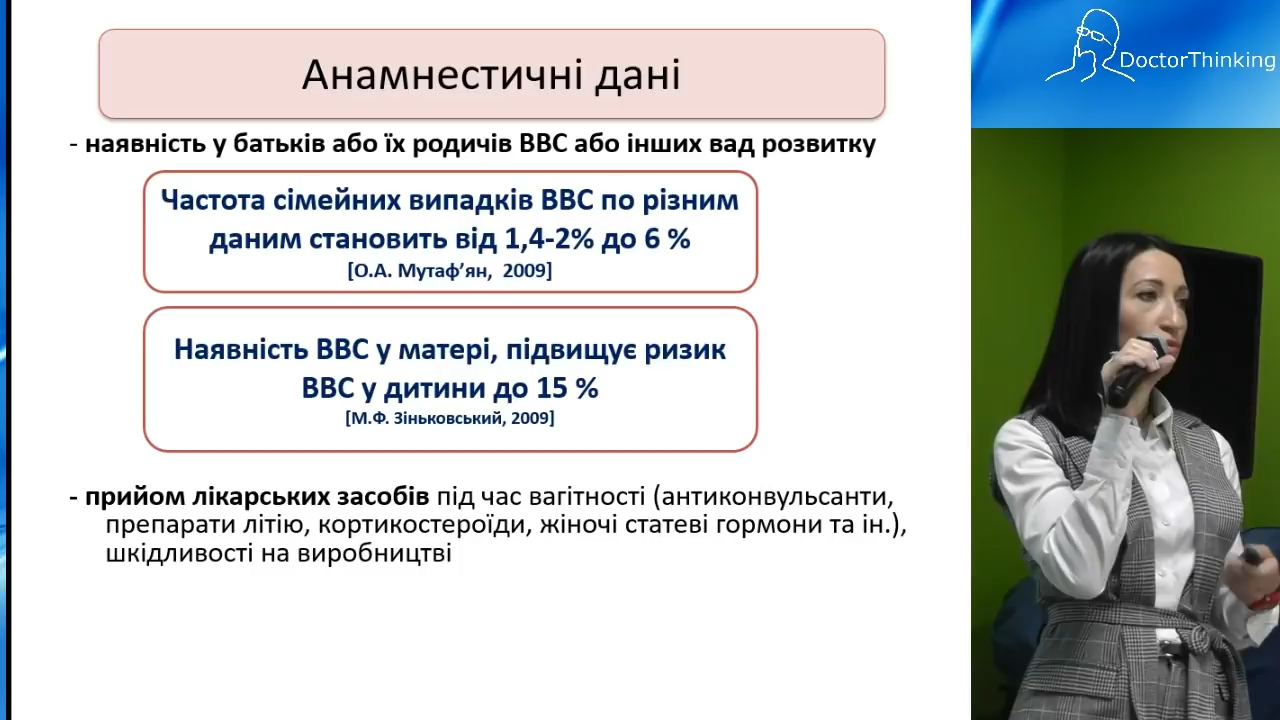 Анамнестичні дані
- наявність у батьків або їх родичів ВВС або інших вад розвитку
Частота сімейних випадків ВВС по різним
даним становить від 1,4-2% до 6 %
[О.А. Мутаф’ян, 2009]
Наявність ВВС у матері, підвищує ризик
ВВС у дитини до 15 %
[М.Ф. Зіньковський, 2009]
- прийом лікарських засобів під час вагітності (антиконвульсанти,
препарати літію, кортикостероїди, жіночі статеві гормони та ін.),
шкідливості на виробництві
DoctorThinking